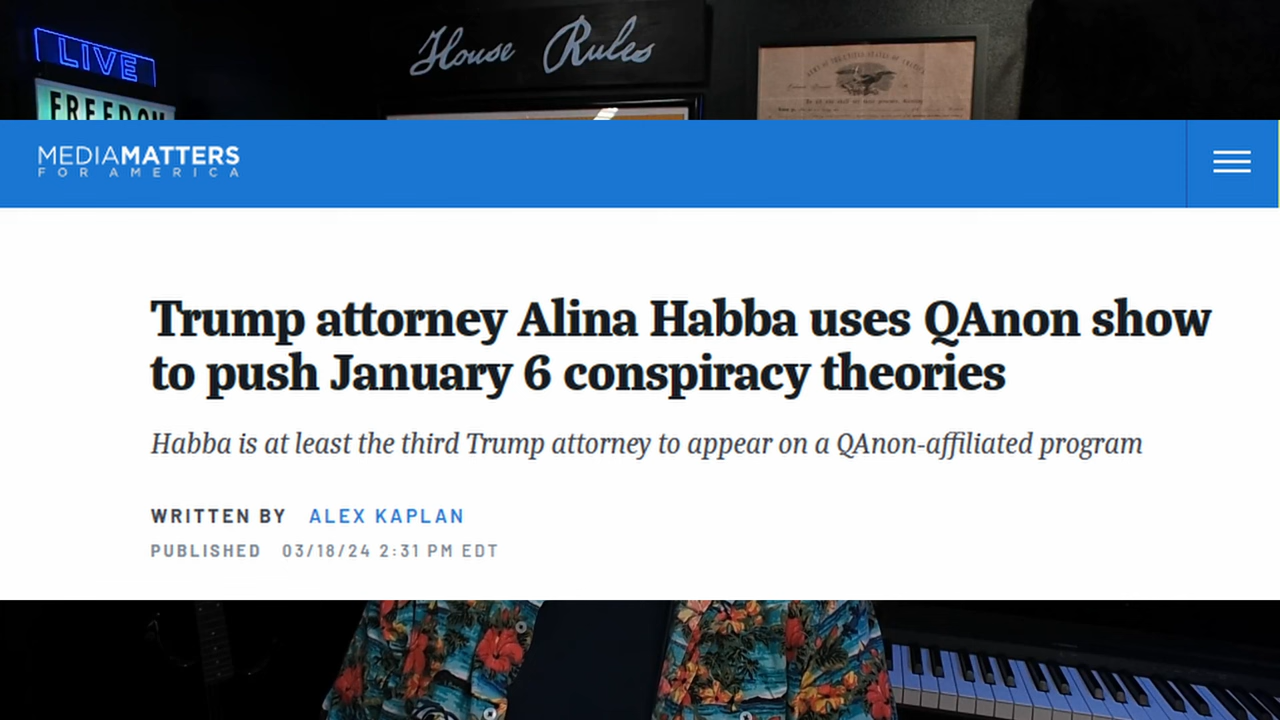 LIVE
House Rules
FREEDOM
MEDIAMATTERS
FOR AMERICA
Trump attorney Alina Habba uses QAnon show
to push January 6 conspiracy theories
Habba is at least the third Trump attorney to appear on a QAnon-affiliated program
WRITTEN BY ALEX KAPLAN
PUBLISHED 03/18/24 2:31 PM EDT